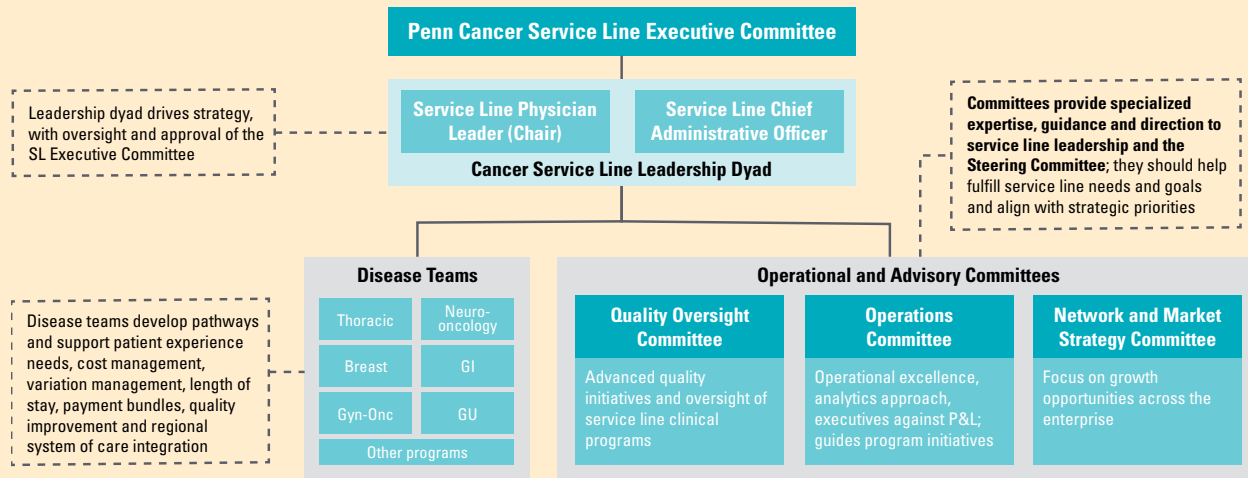 Penn Cancer Service Line Executive Committee
Leadership dyad drives strategy,
with oversight and approval of the
SL Executive Committee
Service Line Physician
Leader (Chair)
Service Line Chief
Administrative Officer
Cancer Service Line Leadership Dyad
Committees provide specialized
expertise, guidance and direction to
service line leadership and the
Steering Committee; they should help
fulfill service line needs and goals
and align with strategic priorities
Disease teams develop pathways
and support patient experience
needs, cost management,
variation management, length of
stay, payment bundles, quality
improvement and regional
system of care integration
Disease Teams
Thoracic
Neuro-
oncology
Breast
GI
Gyn-Onc
GU
Other programs
Operational and Advisory Committees
Quality Oversight
Committee
Advanced quality
initiatives and oversight of
service line clinical
programs
Operations
Committee
Operational excellence,
analytics approach,
executives against P&L;
guides program initiatives
Network and Market
Strategy Committee
Focus on growth
opportunities across the
enterprise